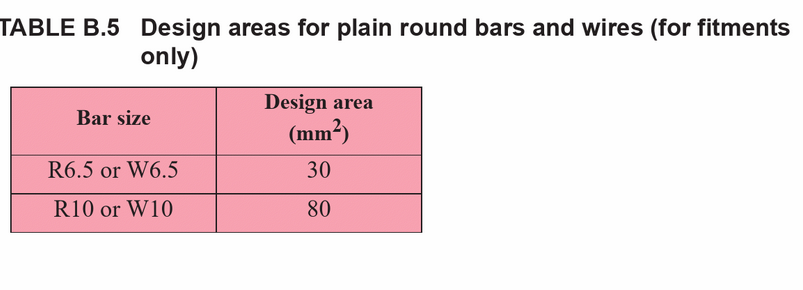 TABLE B.5 Design areas for plain round bars and wires (for fitments
only)
Bar size
Design area
(mm²)
R6.5 or W6.5 30
R10 or W10 80